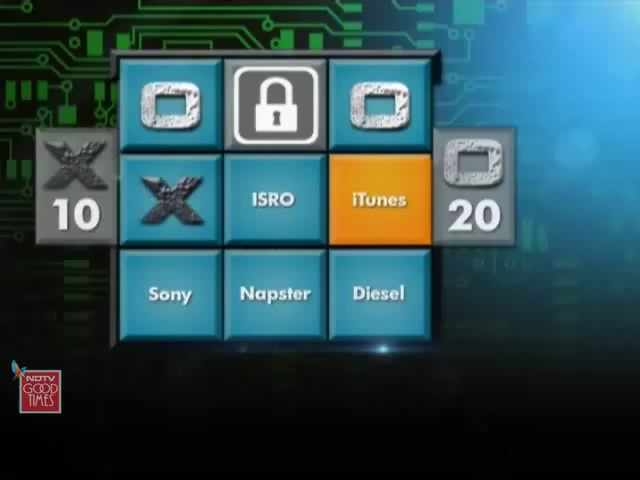 ISRO
iTunes
10
20
Sony
Napster
Diesel
NDTV
GOOD
TIMES